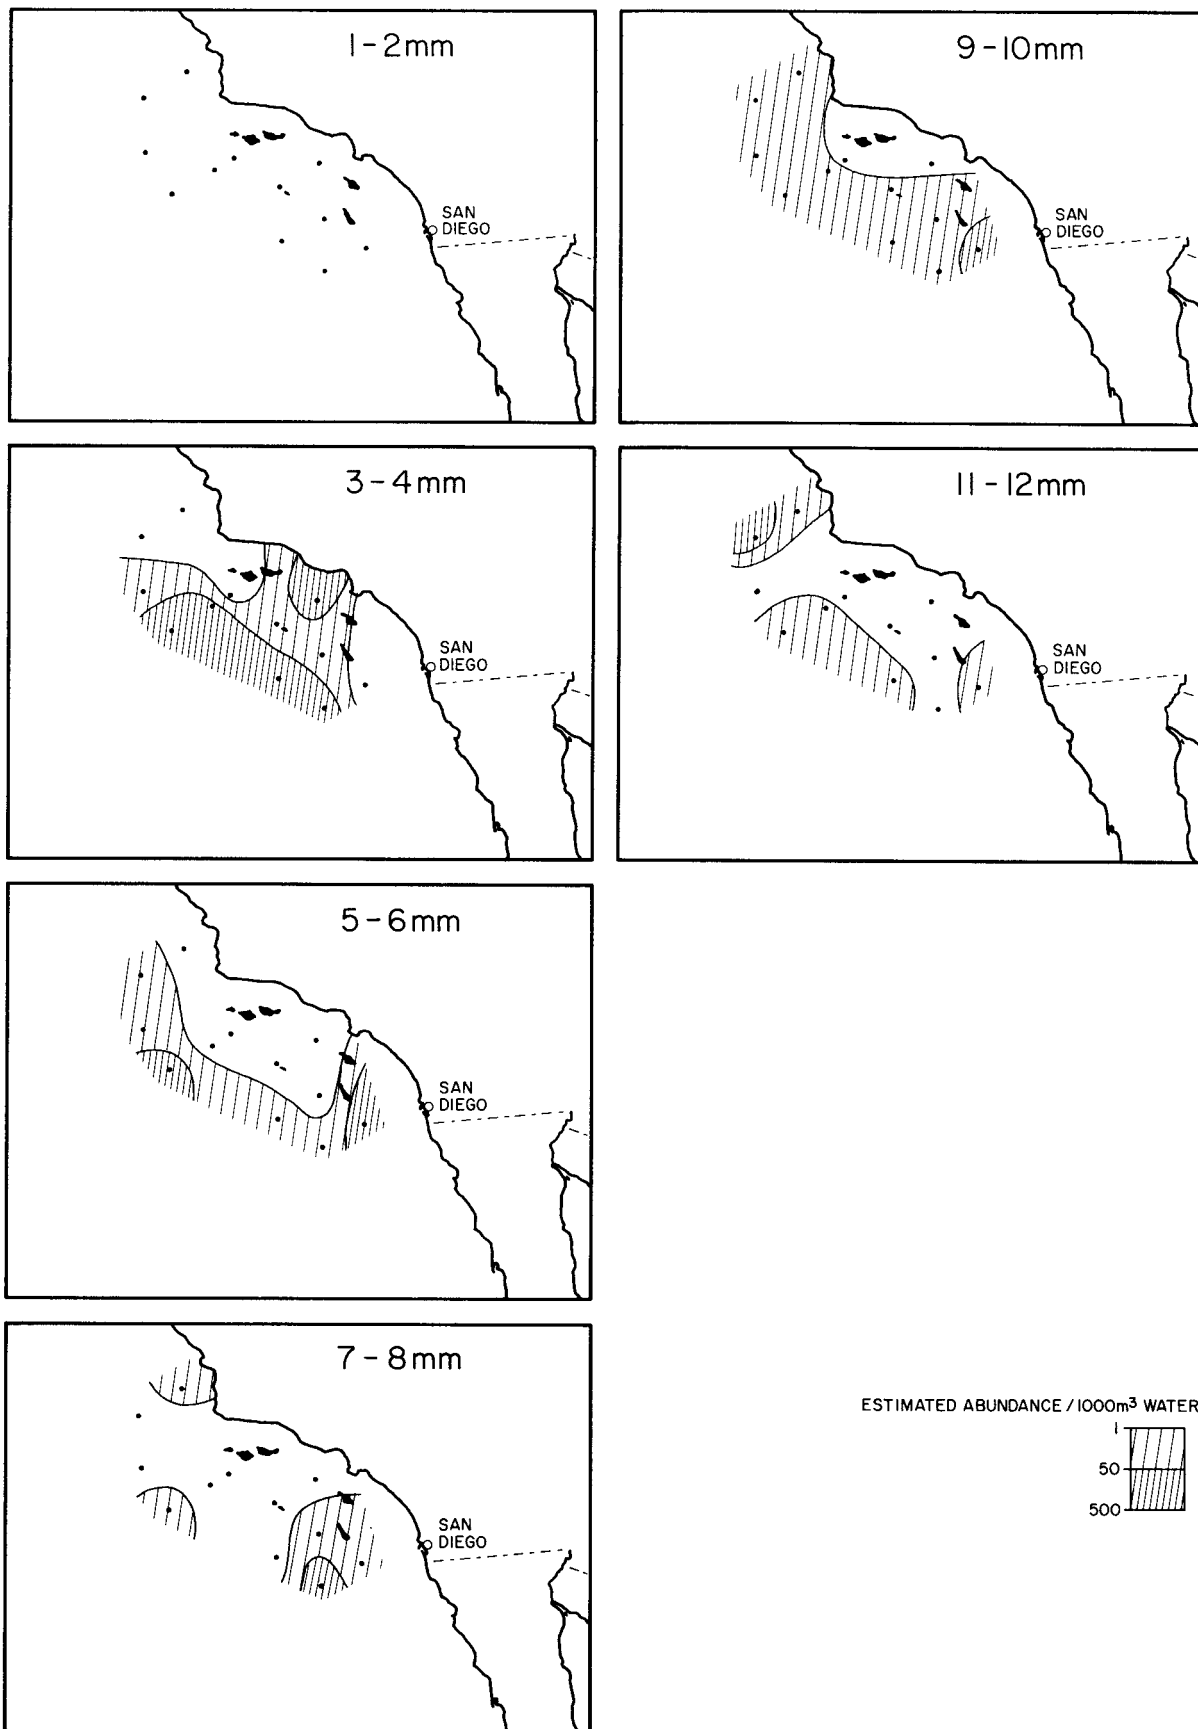 1-2mm
SAN
DIEGO
9-10mm
SAN
DIEGO
3-4mm
SAN
DIEGO
11-12mm
SAN
DIEGO
5-6mm
SAN
DIEGO
7-8mm
SAN
DIEGO
ESTIMATED ABUNDANCE / 1000m³ WATER
1
50
500